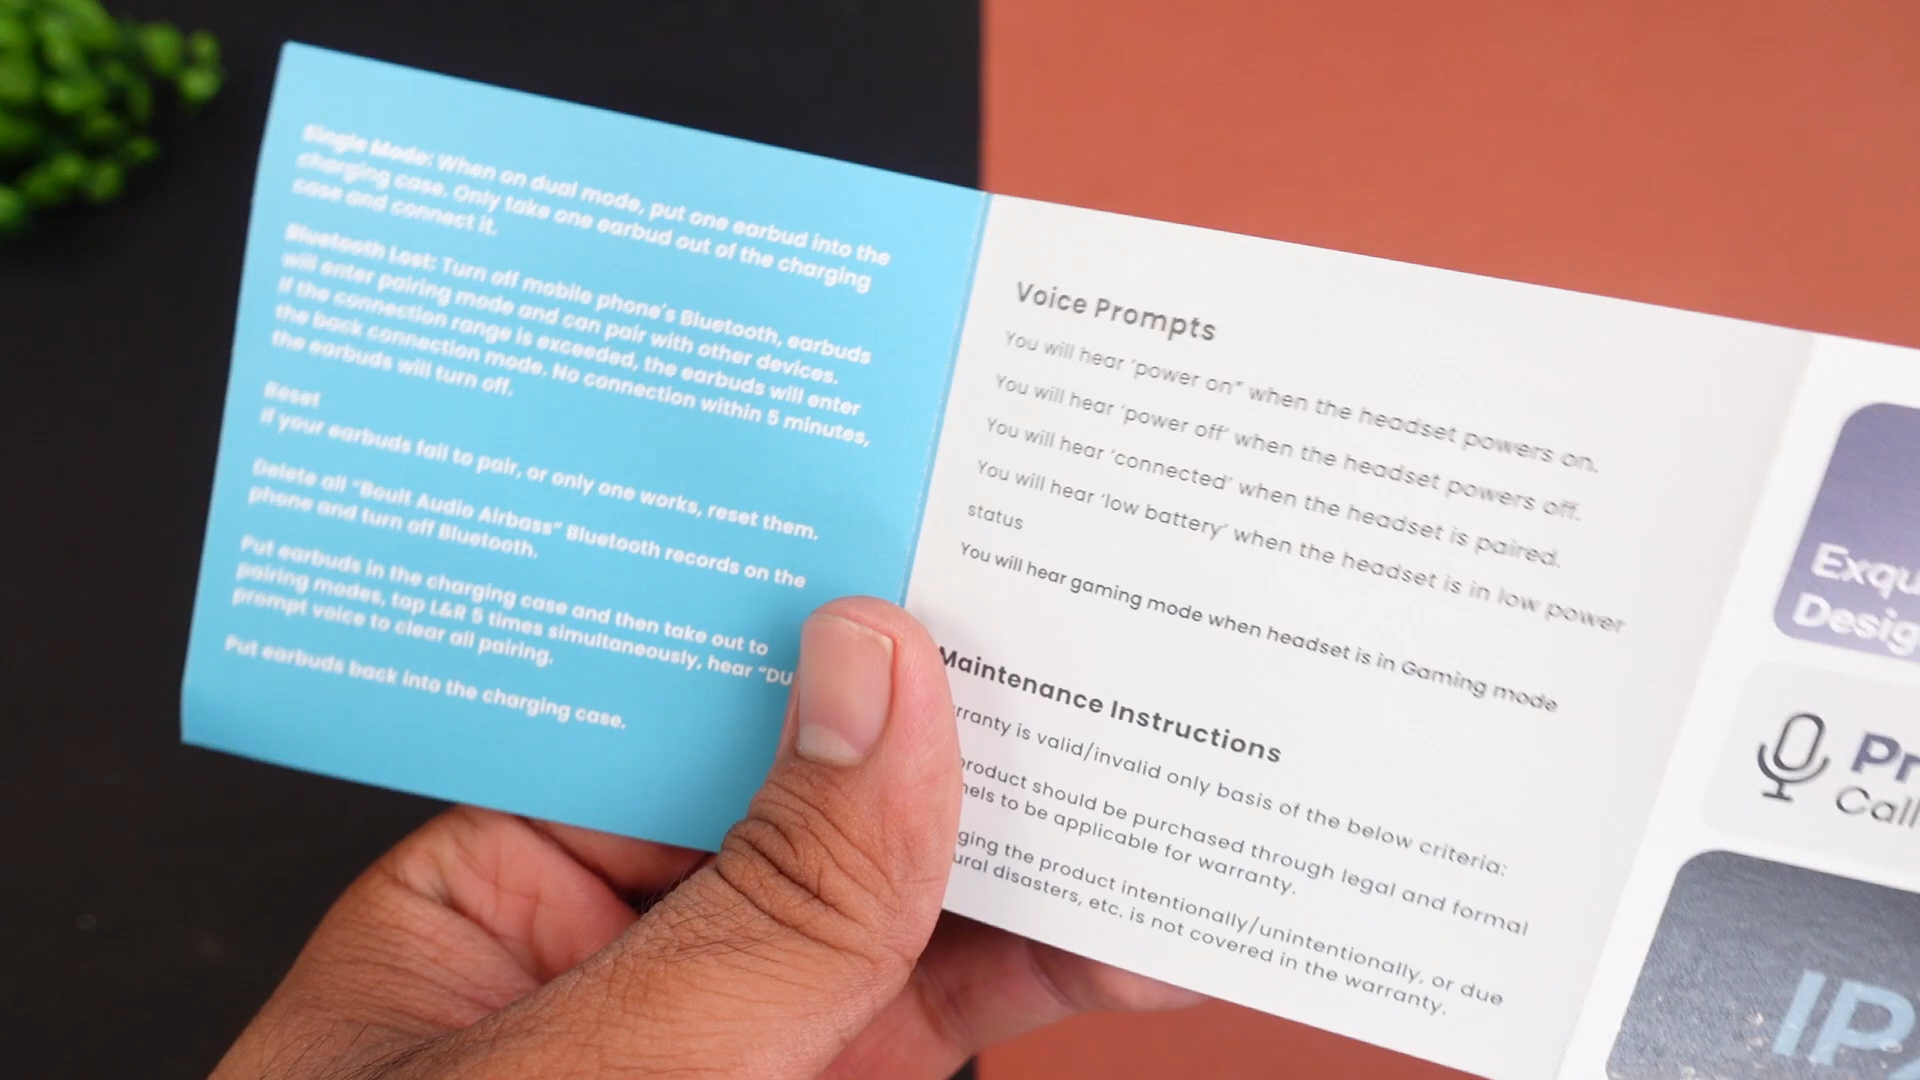 Single Mode: When on dual mode, put one earbud into the
charging case. Only take one earbud out of the charging
case and connect it.
Bluetooth Lost: Turn off mobile phone's Bluetooth, earbuds
will enter pairing mode and can pair with other devices.
If the connection range is exceeded, the earbuds will enter
the back connection mode. No connection within 5 minutes,
the earbuds will turn off.
Reset
If your earbuds fail to pair, or only one works, reset them.
Delete all "Boult Audio Airbass" Bluetooth records on the
phone and turn off Bluetooth.
Put earbuds in the charging case and then take out to
pairing modes, tap L&R 5 times simultaneously, hear "DU
prompt voice to clear all pairing.
Put earbuds back into the charging case.
Voice Prompts
You will hear 'power on" when the headset powers on.
You will hear 'power off' when the headset powers off.
You will hear 'connected' when the headset is paired.
You will hear 'low battery' when the headset is in low power
status
You will hear gaming mode when headset is in Gaming mode
Maintenance Instructions
rranty is valid/invalid only basis of the below criteria:
product should be purchased through legal and formal
nels to be applicable for warranty.
ging the product intentionally/unintentionally, or due
ural disasters, etc. is not covered in the warranty.
Exqu
Desig
Pr
Call
IP